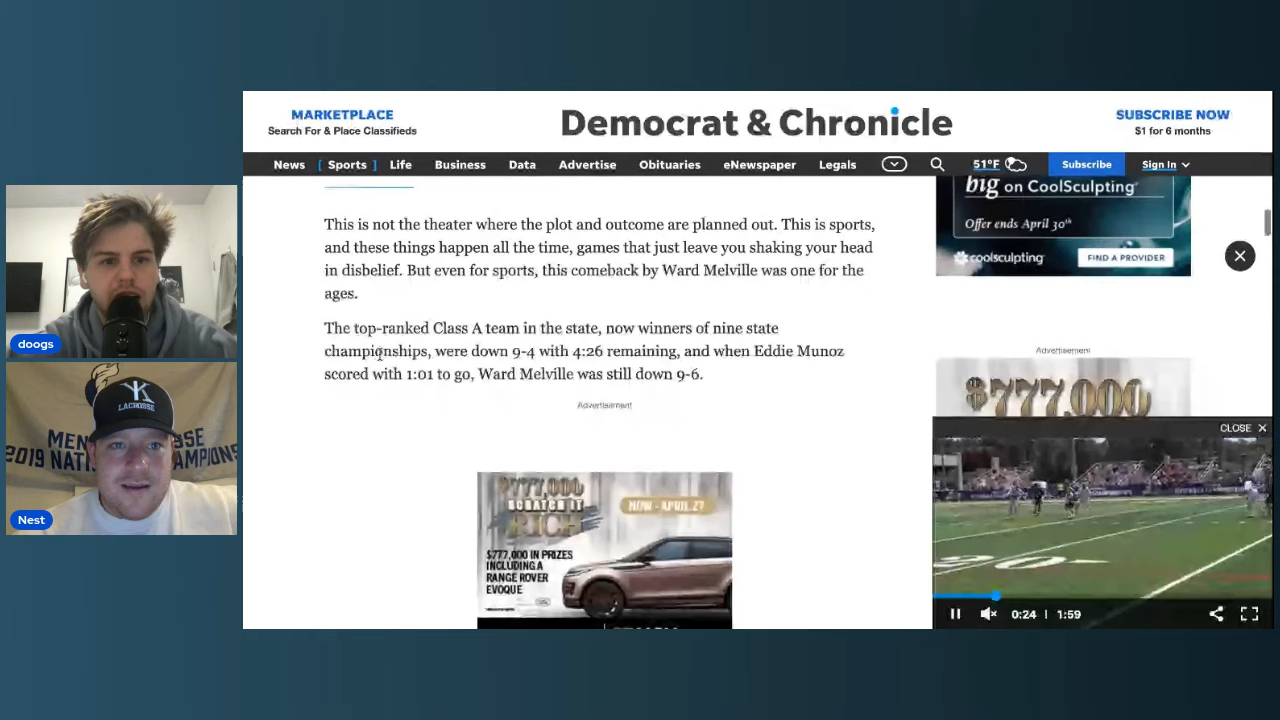 MARKETPLACE
Search For & Place Classifieds
Democrat & Chronicle
SUBSCRIBE NOW
$1 for 6 months
News [ Sports ] Life Business Data Advertise Obituaries eNewspaper Legals 51°F Subscribe Sign In
This is not the theater where the plot and outcome are planned out. This is sports,
and these things happen all the time, games that just leave you shaking your head
in disbelief. But even for sports, this comeback by Ward Melville was one for the
ages.
The top-ranked Class A team in the state, now winners of nine state
championships, were down 9-4 with 4:26 remaining, and when Eddie Munoz
scored with 1:01 to go, Ward Melville was still down 9-6.
Advertisement
$777,000
SCRATCH IT
RICH
NOW - APRIL 27
$777,000 IN PRIZES
INCLUDING A
RANGE ROVER
EVOQUE
big on CoolSculpting
Offer ends April 30th
coolsculpting
FIND A PROVIDER
Advertisement
$777,000
CLOSE
20
0:24 | 1:59
doogs
YK
LACROSSE
MEN
SSE
2019 NATI
AMPIONS
Nest